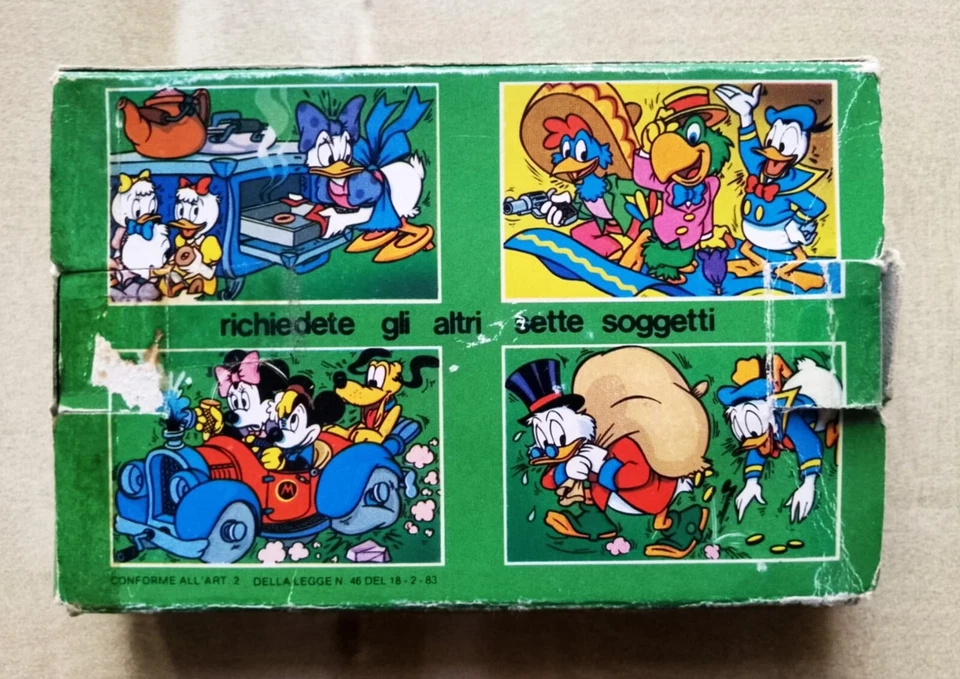 richiedete gli altri sette soggetti
M
CONFORME ALL'ART. 2 DELLA LEGGE N. 46 DEL 18-2-83